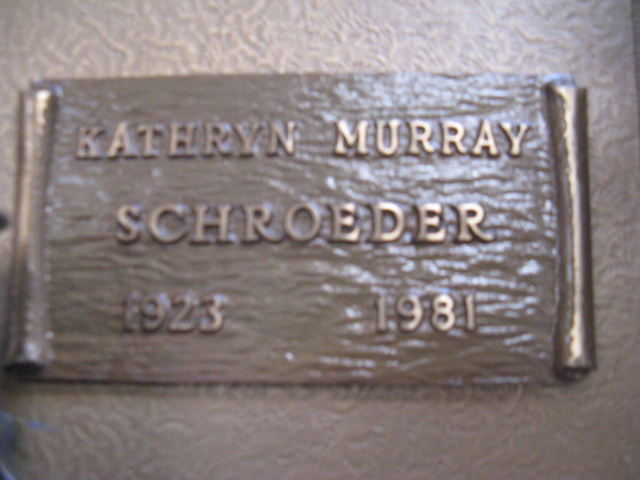 KATHRYN MURRAY
SCHROEDER
1923 1981